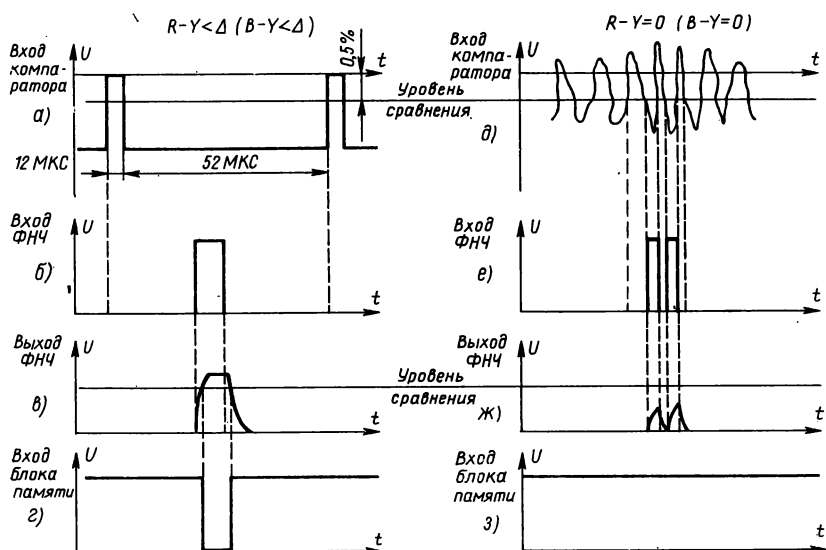 R-Y<Δ (B-Y<Δ)
R-Y=0 (B-Y=0)
Вход
компа-
ратора
U
0,5%
t
Уровень
сравнения
а)
12 МКС
52 МКС
Вход
компа-
ратора
U
t
д)
Вход
ФНЧ
U
б)
t
Вход
ФНЧ
U
е)
t
Выход
ФНЧ
U
Уровень
сравнения
в)
t
Выход
ФНЧ
U
ж)
t
Вход
блока
памяти
U
г)
t
Вход
блока
памяти
U
з)
t